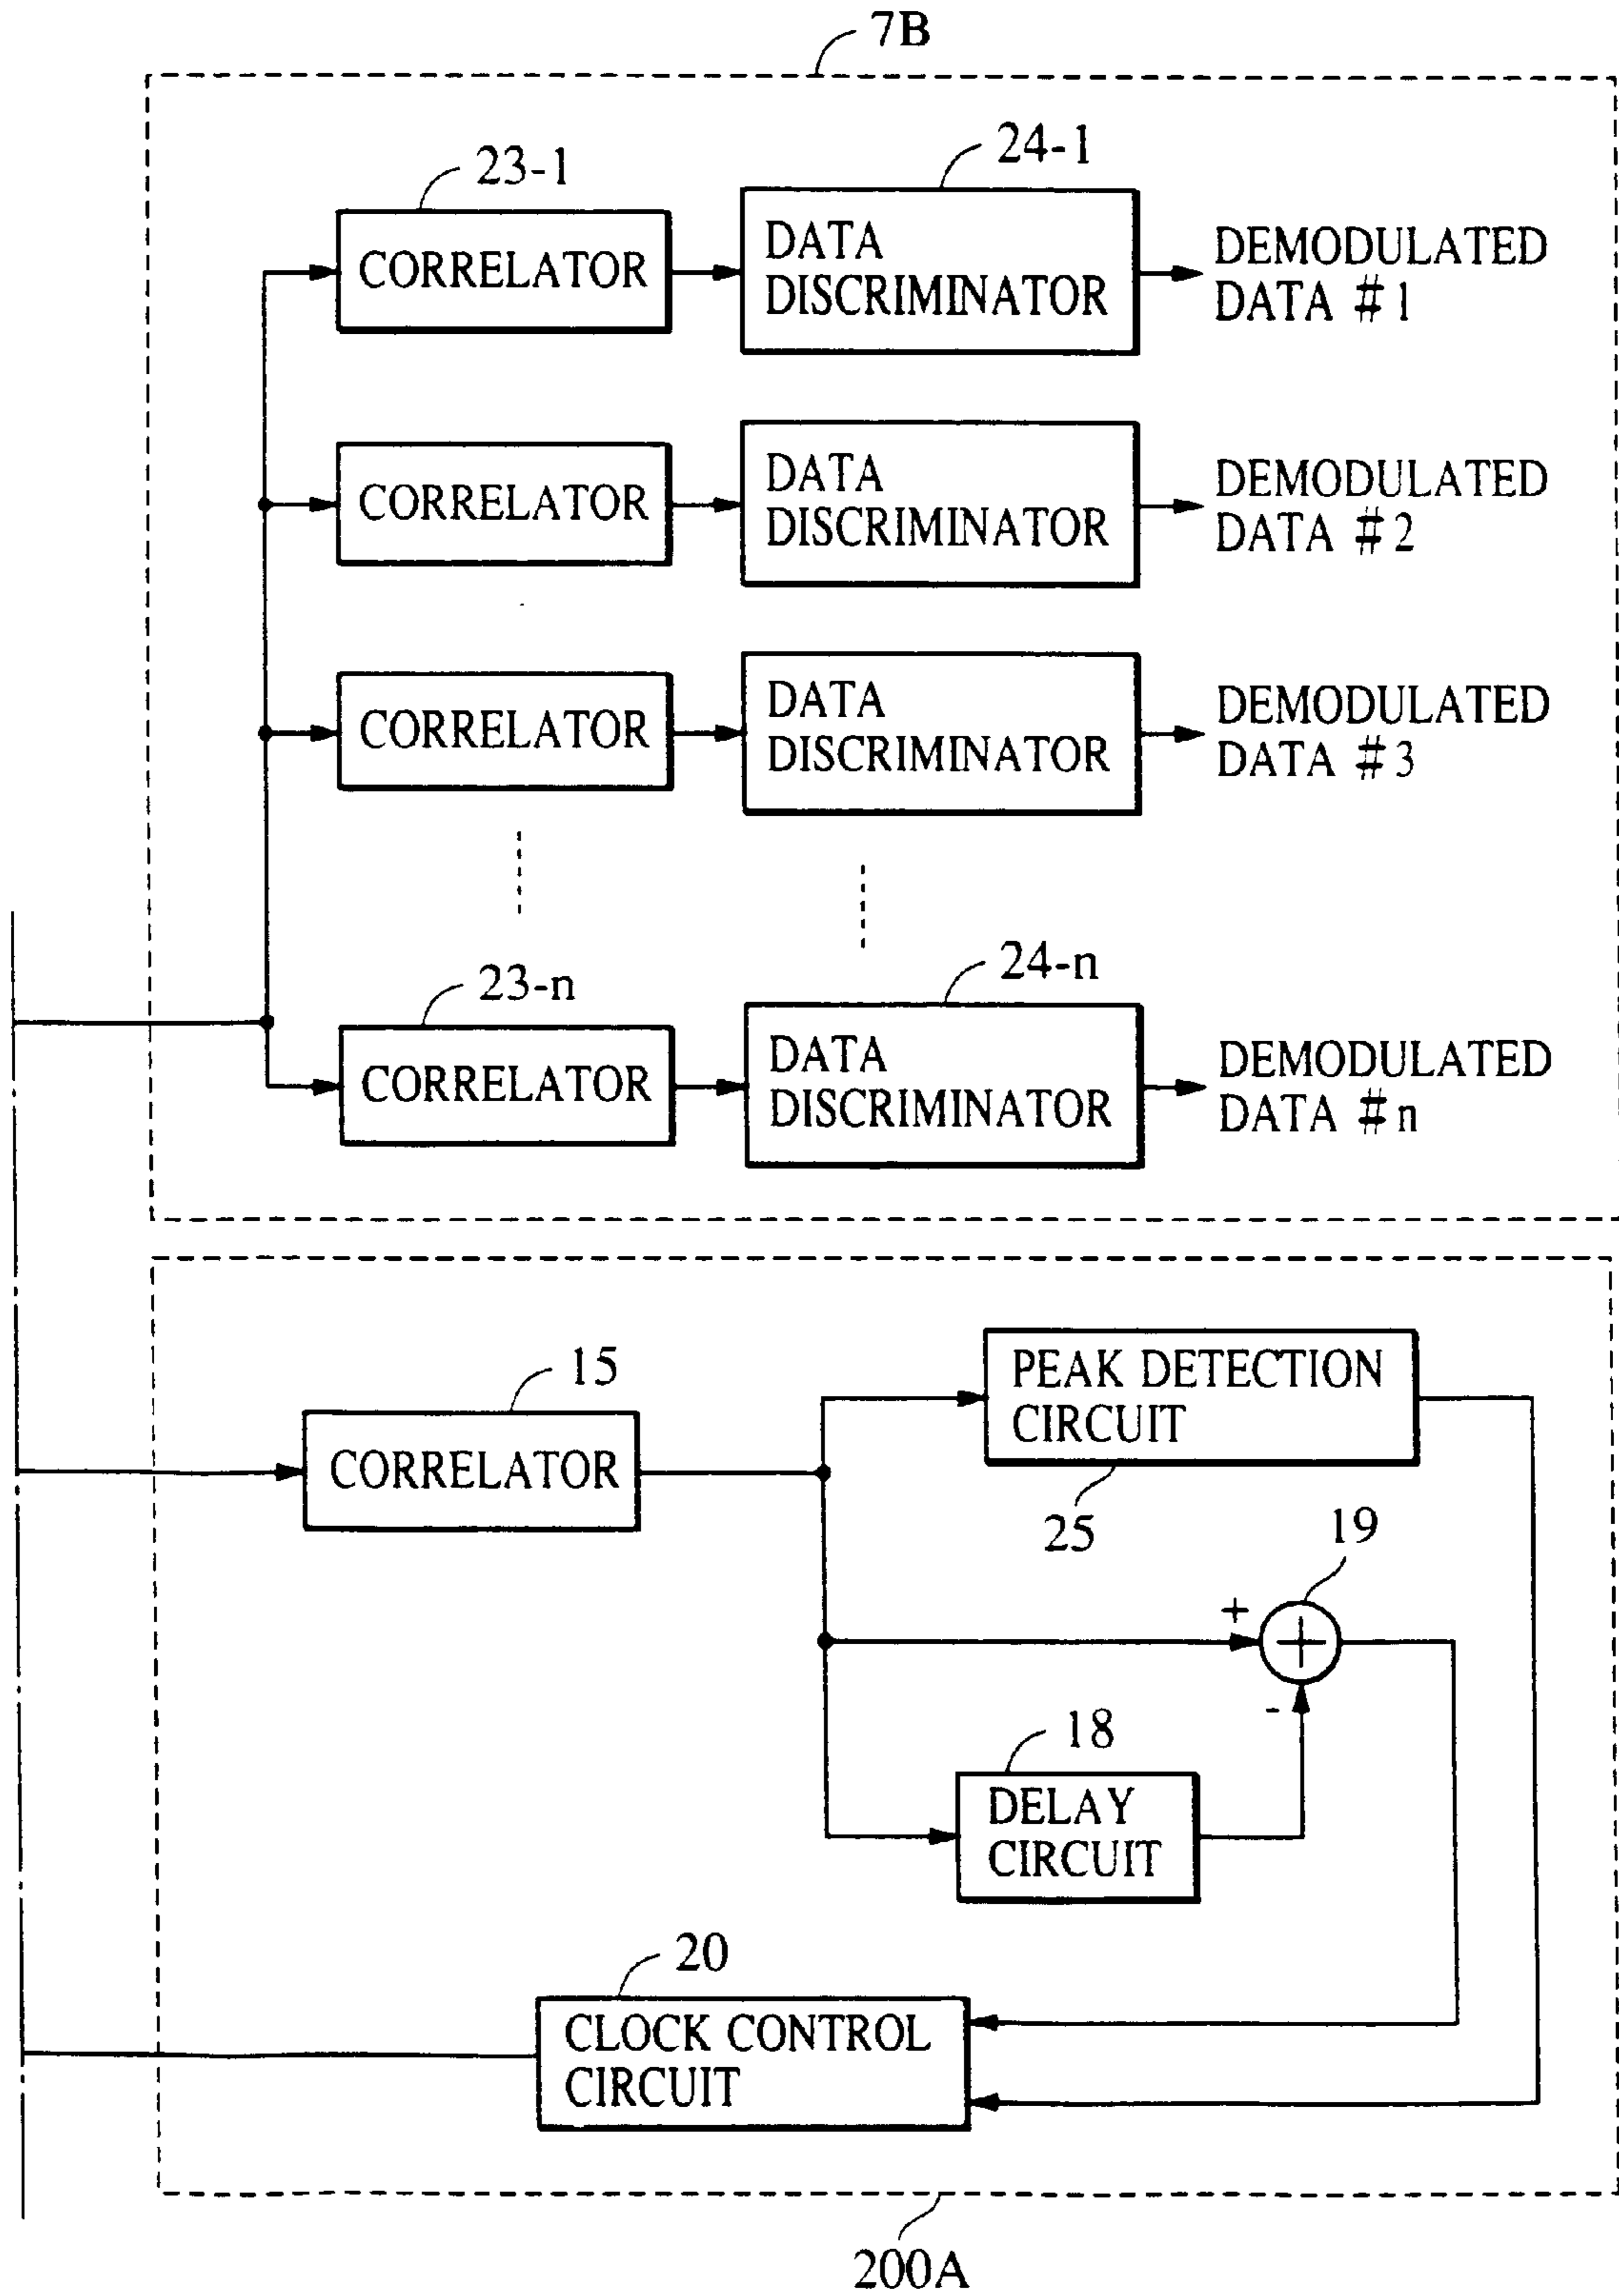 7B
23-1
24-1
CORRELATOR
DATA
DISCRIMINATOR
DEMODULATED
DATA #1
CORRELATOR
DATA
DISCRIMINATOR
DEMODULATED
DATA #2
CORRELATOR
DATA
DISCRIMINATOR
DEMODULATED
DATA #3
23-n
24-n
CORRELATOR
DATA
DISCRIMINATOR
DEMODULATED
DATA #n
15
CORRELATOR
PEAK DETECTION
CIRCUIT
25
19
+
-
18
DELAY
CIRCUIT
20
CLOCK CONTROL
CIRCUIT
200A